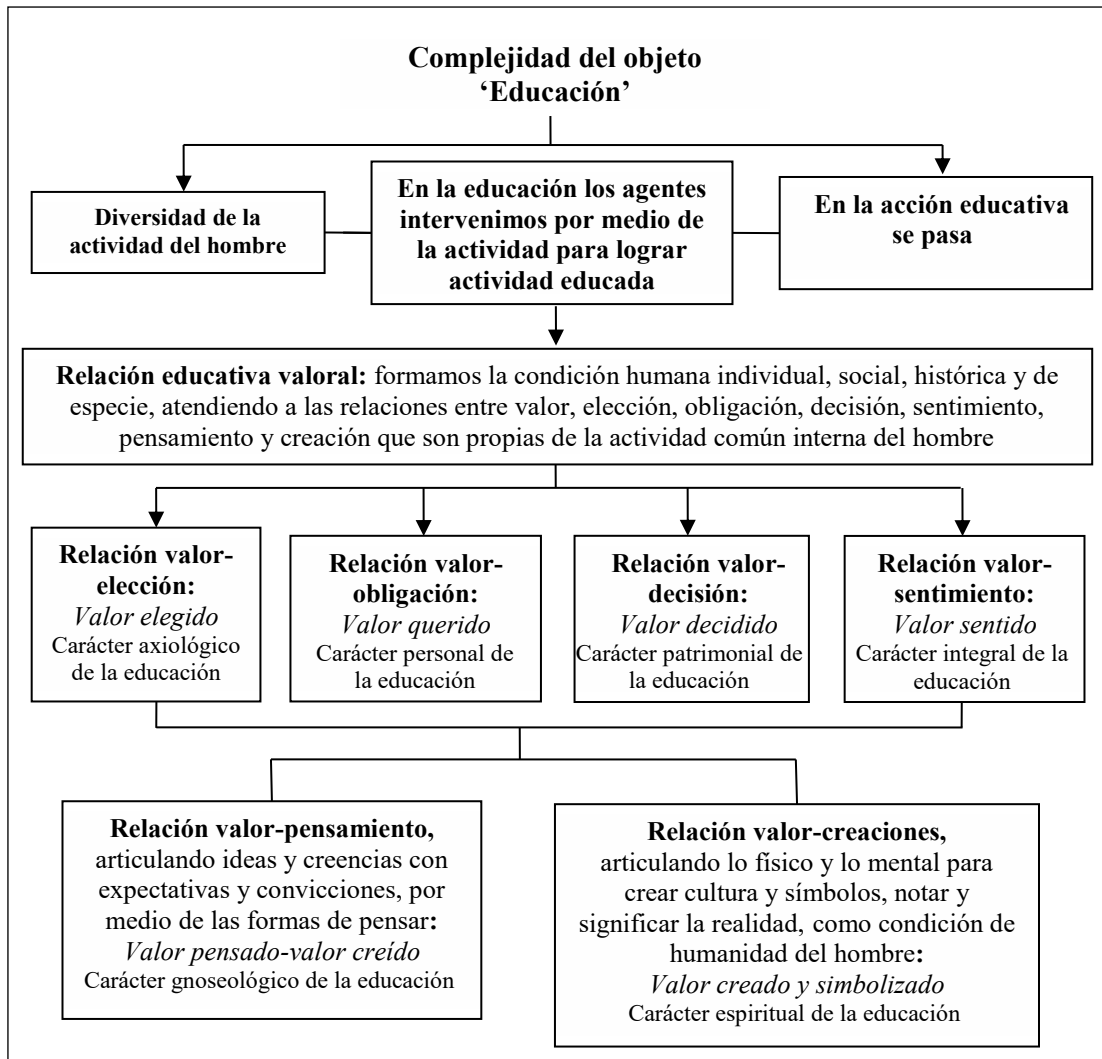 Complejidad del objeto
‘Educación’
Diversidad de la
actividad del hombre
En la educación los agentes
intervenimos por medio de
la actividad para lograr
actividad educada
En la acción educativa
se pasa
Relación educativa valoral: formamos la condición humana individual, social, histórica y de
especie, atendiendo a las relaciones entre valor, elección, obligación, decisión, sentimiento,
pensamiento y creación que son propias de la actividad común interna del hombre
Relación valor-
elección:
Valor elegido
Carácter axiológico
de la educación
Relación valor-
obligación:
Valor querido
Carácter personal de
la educación
Relación valor-
decisión:
Valor decidido
Carácter patrimonial de
la educación
Relación valor-
sentimiento:
Valor sentido
Carácter integral de la
educación
Relación valor-pensamiento,
articulando ideas y creencias con
expectativas y convicciones, por
medio de las formas de pensar:
Valor pensado-valor creído
Carácter gnoseológico de la educación
Relación valor-creaciones,
articulando lo físico y lo mental para
crear cultura y símbolos, notar y
significar la realidad, como condición de
humanidad del hombre:
Valor creado y simbolizado
Carácter espiritual de la educación